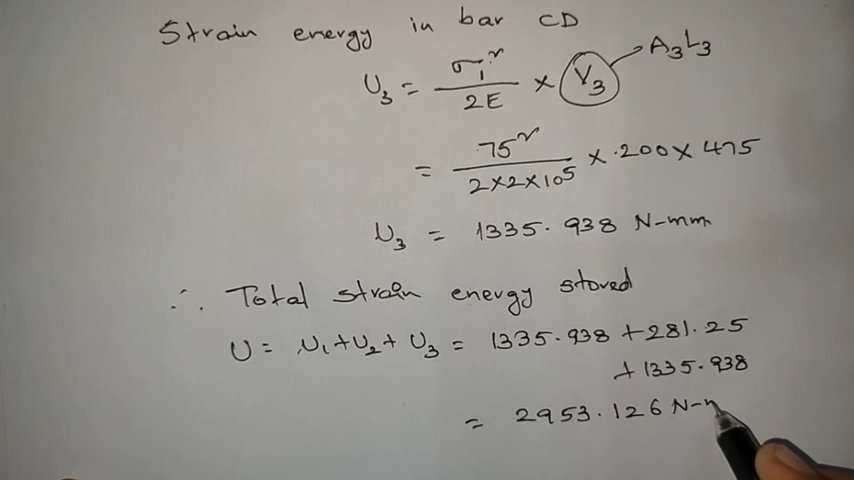 Strain energy in bar CD
U₃ = σ₁² / 2E × V₃ → A₃L₃
= 75² / 2×2×10⁵ × 200 × 475
U₃ = 1335.938 N-mm
∴ Total strain energy stored
U = U₁+U₂+U₃ = 1335.938 + 281.25
+ 1335.938
= 2953.126 N-